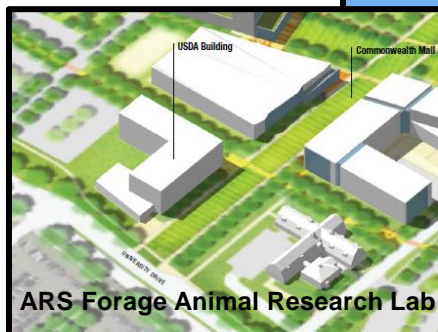 USDA Building
Commonwealth Mall
UNIVERSITY DRIVE
ARS Forage Animal Research Lab